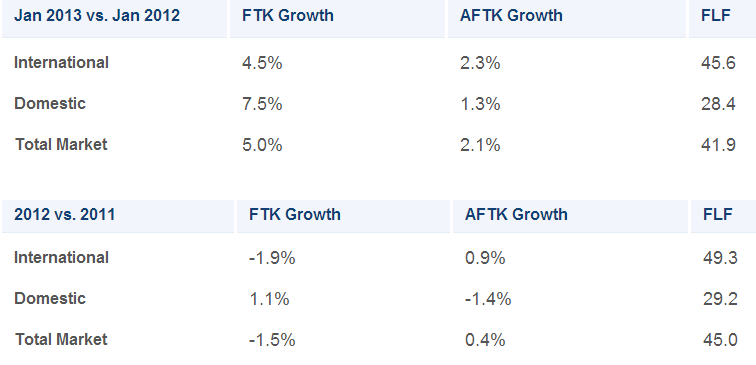 Jan 2013 vs. Jan 2012 FTK Growth AFTK Growth FLF
International 4.5% 2.3% 45.6
Domestic 7.5% 1.3% 28.4
Total Market 5.0% 2.1% 41.9
2012 vs. 2011 FTK Growth AFTK Growth FLF
International -1.9% 0.9% 49.3
Domestic 1.1% -1.4% 29.2
Total Market -1.5% 0.4% 45.0